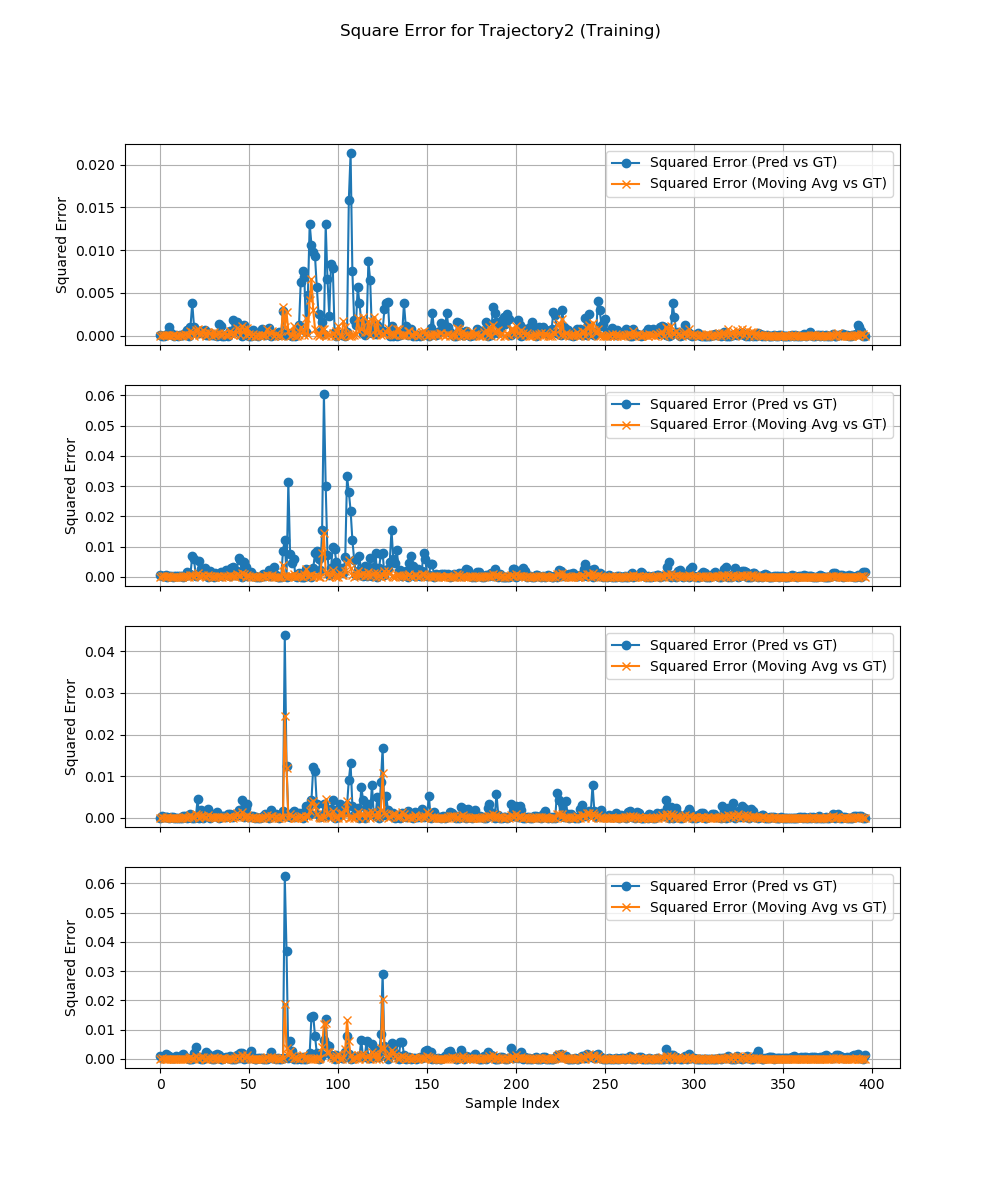 Square Error for Trajectory2 (Training)
0.020
0.015
0.010
0.005
0.000
Squared Error
Squared Error (Pred vs GT)
Squared Error (Moving Avg vs GT)
0.06
0.05
0.04
0.03
0.02
0.01
0.00
Squared Error
Squared Error (Pred vs GT)
Squared Error (Moving Avg vs GT)
0.04
0.03
0.02
0.01
0.00
Squared Error
Squared Error (Pred vs GT)
Squared Error (Moving Avg vs GT)
0.06
0.05
0.04
0.03
0.02
0.01
0.00
Squared Error
Squared Error (Pred vs GT)
Squared Error (Moving Avg vs GT)
0 50 100 150 200 250 300 350 400
Sample Index